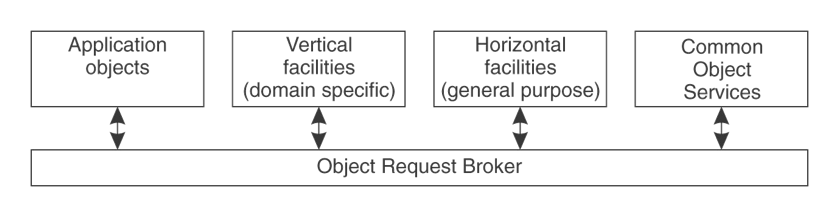 Application
objects
Vertical
facilities
(domain specific)
Horizontal
facilities
(general purpose)
Common
Object
Services
Object Request Broker